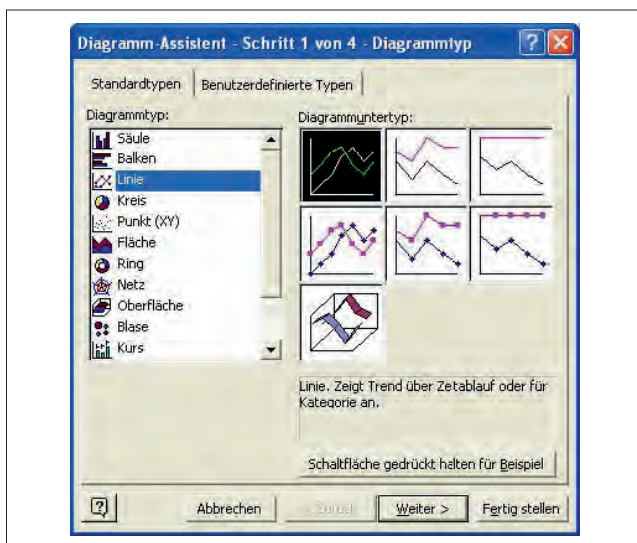 Diagramm-Assistent - Schritt 1 von 4 - Diagrammtyp
Standardtypen
Benutzerdefinierte Typen
Diagrammtyp:
Säule
Balken
Linie
Kreis
Punkt (XY)
Fläche
Ring
Netz
Oberfläche
Blase
Kurs
Diagrammuntertyp:
Linie. Zeigt Trend über Zetablauf oder für
Kategorie an.
Schaltfläche gedrückt halten für Beispiel
Abbrechen
< Zurück
Weiter >
Fertig stellen